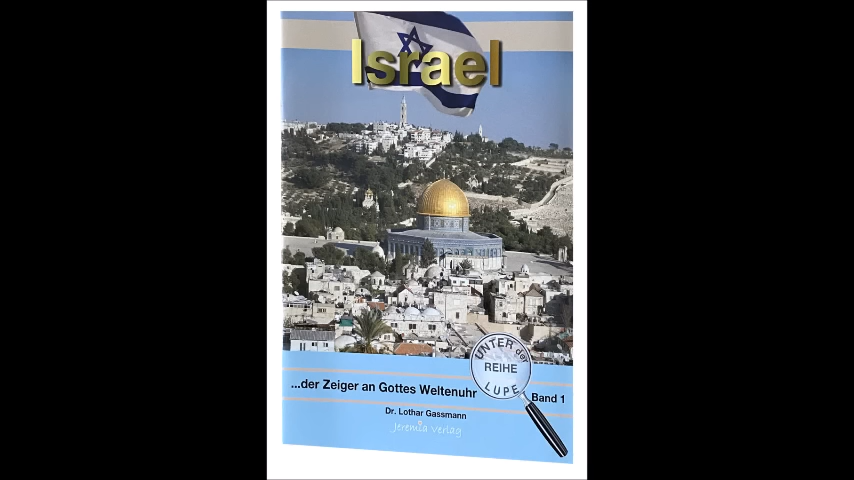 Israel
UNTER der
REIHE
LUPE
...der Zeiger an Gottes Weltenuhr
Band 1
Dr. Lothar Gassmann
Jeremia Verlag